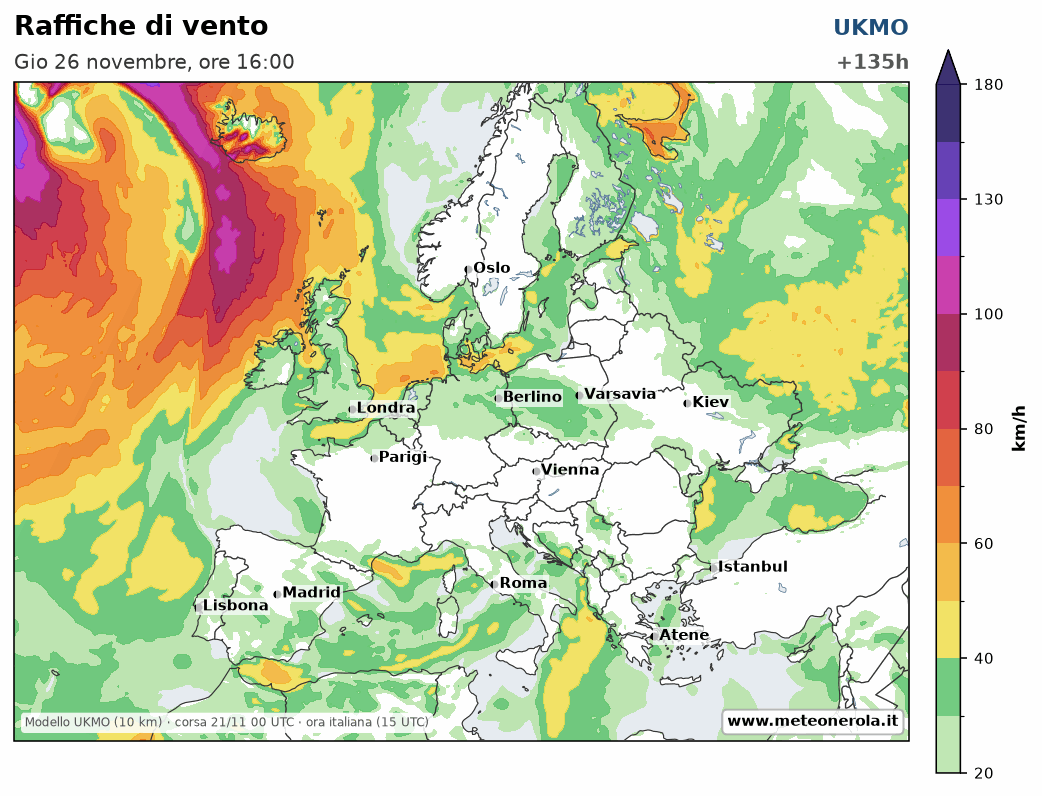 Raffiche di vento
UKMO
Gio 26 novembre, ore 16:00
+135h
180
130
100
80
60
40
20
km/h
Oslo
Berlino
Varsavia
Kiev
Londra
Parigi
Vienna
Istanbul
Roma
Madrid
Lisbona
Atene
Modello UKMO (10 km) · corsa 21/11 00 UTC · ora italiana (15 UTC)
www.meteonerola.it